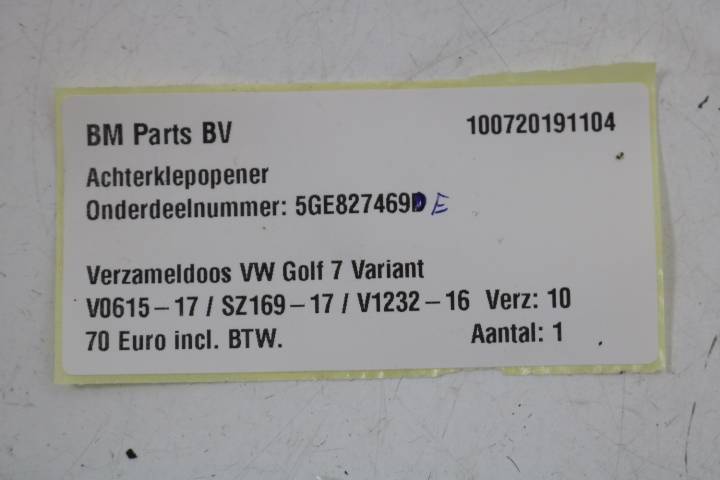 BM Parts BV 100720191104
Achterklepopener
Onderdeelnummer: 5GE827469D E
Verzameldoos VW Golf 7 Variant
V0615-17 / SZ169-17 / V1232-16 Verz: 10
70 Euro incl. BTW. Aantal: 1